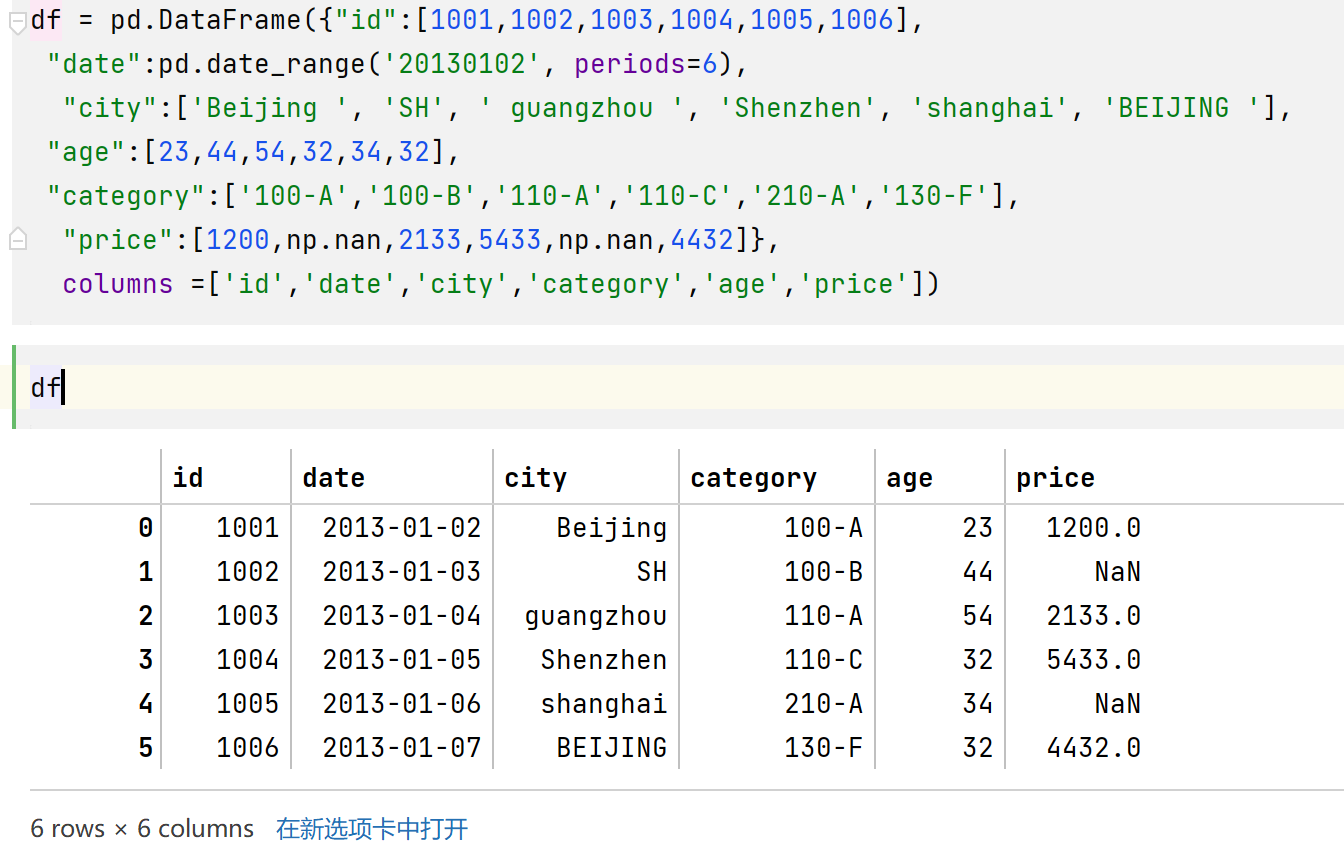 df = pd.DataFrame({"id":[1001,1002,1003,1004,1005,1006],
"date":pd.date_range('20130102', periods=6),
"city":['Beijing ', 'SH', ' guangzhou ', 'Shenzhen', 'shanghai', 'BEIJING '],
"age":[23,44,54,32,34,32],
"category":['100-A','100-B','110-A','110-C','210-A','130-F'],
"price":[1200,np.nan,2133,5433,np.nan,4432]},
columns =['id','date','city','category','age','price'])
df
id date city category age price
0 1001 2013-01-02 Beijing 100-A 23 1200.0
1 1002 2013-01-03 SH 100-B 44 NaN
2 1003 2013-01-04 guangzhou 110-A 54 2133.0
3 1004 2013-01-05 Shenzhen 110-C 32 5433.0
4 1005 2013-01-06 shanghai 210-A 34 NaN
5 1006 2013-01-07 BEIJING 130-F 32 4432.0
6 rows × 6 columns 在新选项卡中打开